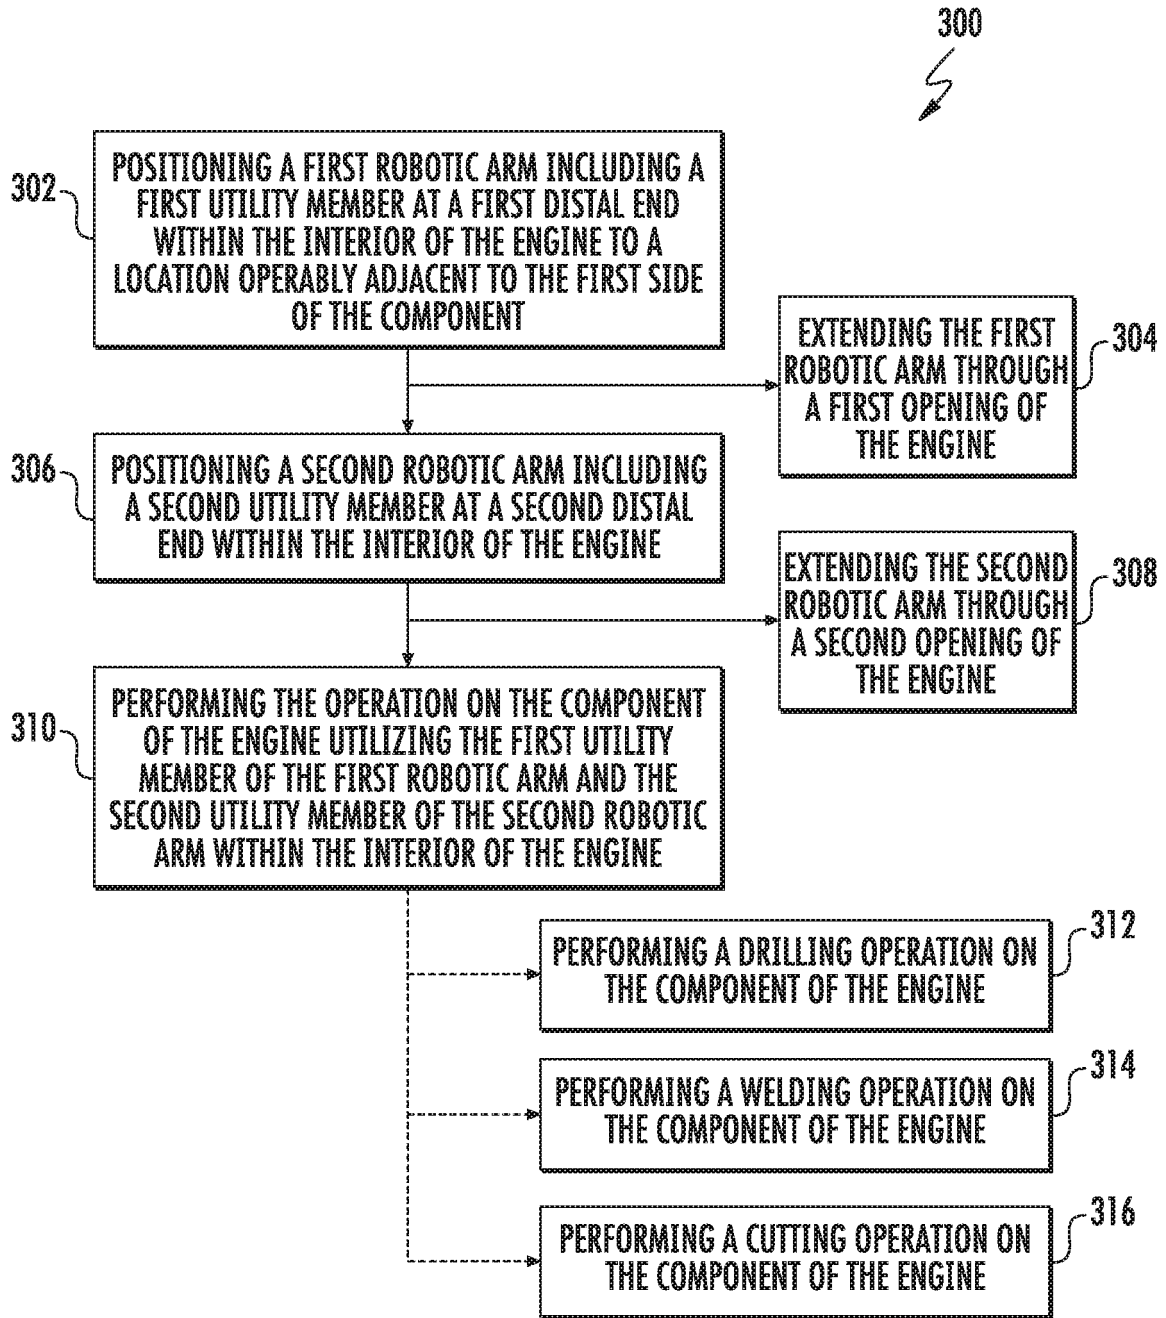 300
302
POSITIONING A FIRST ROBOTIC ARM INCLUDING A
FIRST UTILITY MEMBER AT A FIRST DISTAL END
WITHIN THE INTERIOR OF THE ENGINE TO A
LOCATION OPERABLY ADJACENT TO THE FIRST SIDE
OF THE COMPONENT
EXTENDING THE FIRST
ROBOTIC ARM THROUGH
A FIRST OPENING OF
THE ENGINE
304
306
POSITIONING A SECOND ROBOTIC ARM INCLUDING
A SECOND UTILITY MEMBER AT A SECOND DISTAL
END WITHIN THE INTERIOR OF THE ENGINE
EXTENDING THE SECOND
ROBOTIC ARM THROUGH
A SECOND OPENING OF
THE ENGINE
308
310
PERFORMING THE OPERATION ON THE COMPONENT
OF THE ENGINE UTILIZING THE FIRST UTILITY
MEMBER OF THE FIRST ROBOTIC ARM AND THE
SECOND UTILITY MEMBER OF THE SECOND ROBOTIC
ARM WITHIN THE INTERIOR OF THE ENGINE
PERFORMING A DRILLING OPERATION ON
THE COMPONENT OF THE ENGINE
312
PERFORMING A WELDING OPERATION ON
THE COMPONENT OF THE ENGINE
314
PERFORMING A CUTTING OPERATION ON
THE COMPONENT OF THE ENGINE
316